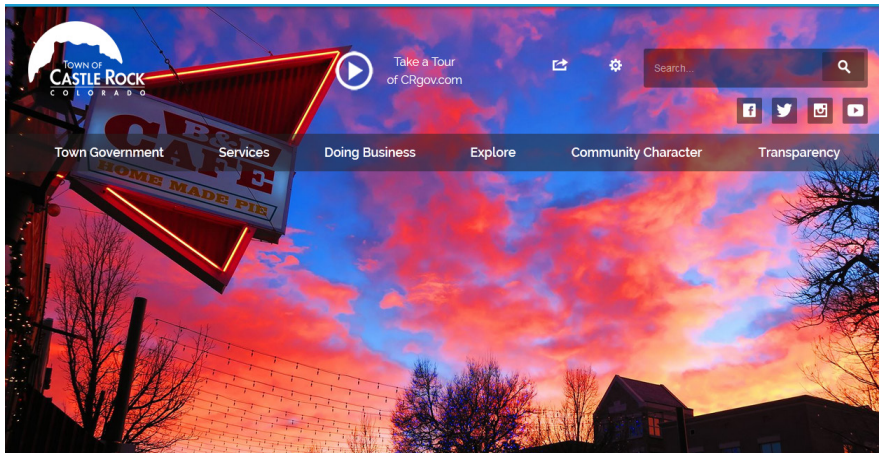 TOWN OF
CASTLE ROCK
COLORADO
Take a Tour
of CRgov.com
Search...
Town Government
Services
Doing Business
Explore
Community Character
Transparency
B&B
CAFE
HOME MADE PIE